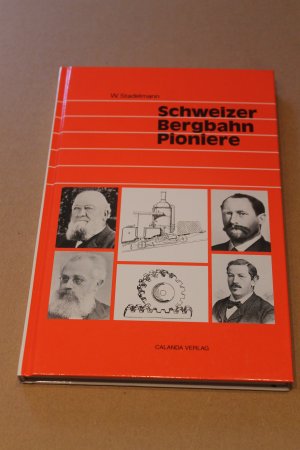 W. Stadelmann
Schweizer
Bergbahn
Pioniere
CALANDA VERLAG